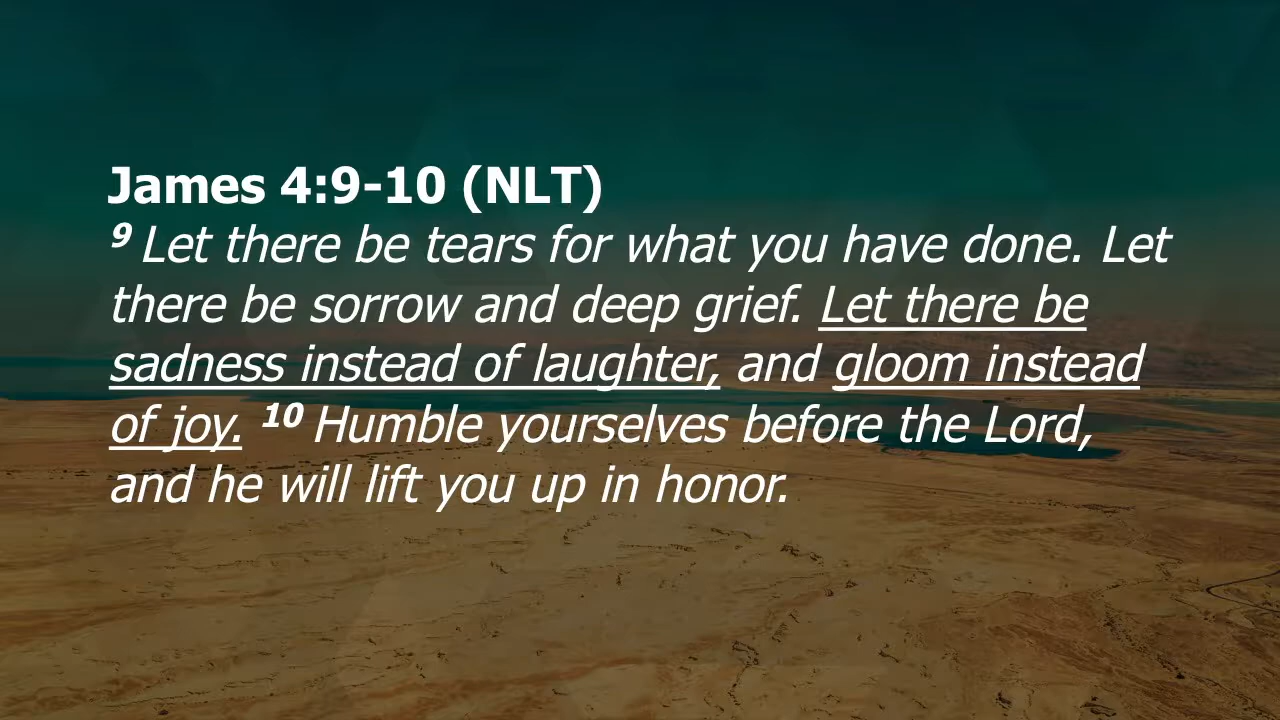 James 4:9-10 (NLT)
9 Let there be tears for what you have done. Let
there be sorrow and deep grief. Let there be
sadness instead of laughter, and gloom instead
of joy. 10 Humble yourselves before the Lord,
and he will lift you up in honor.